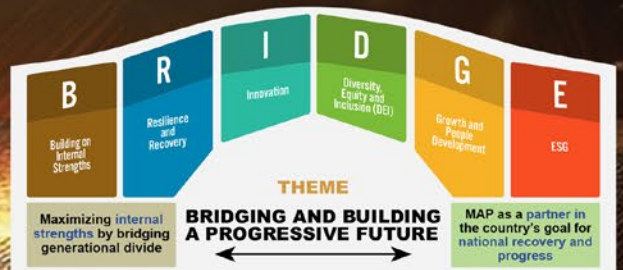 B
Building on
Internal
Strengths
R
Resilience
and
Recovery
I
Innovation
D
Diversity,
Equity and
Inclusion (DEI)
G
Growth and
People
Development
E
ESG
THEME
BRIDGING AND BUILDING
A PROGRESSIVE FUTURE
Maximizing internal
strengths by bridging
generational divide
MAP as a partner in
the country's goal for
national recovery and
progress